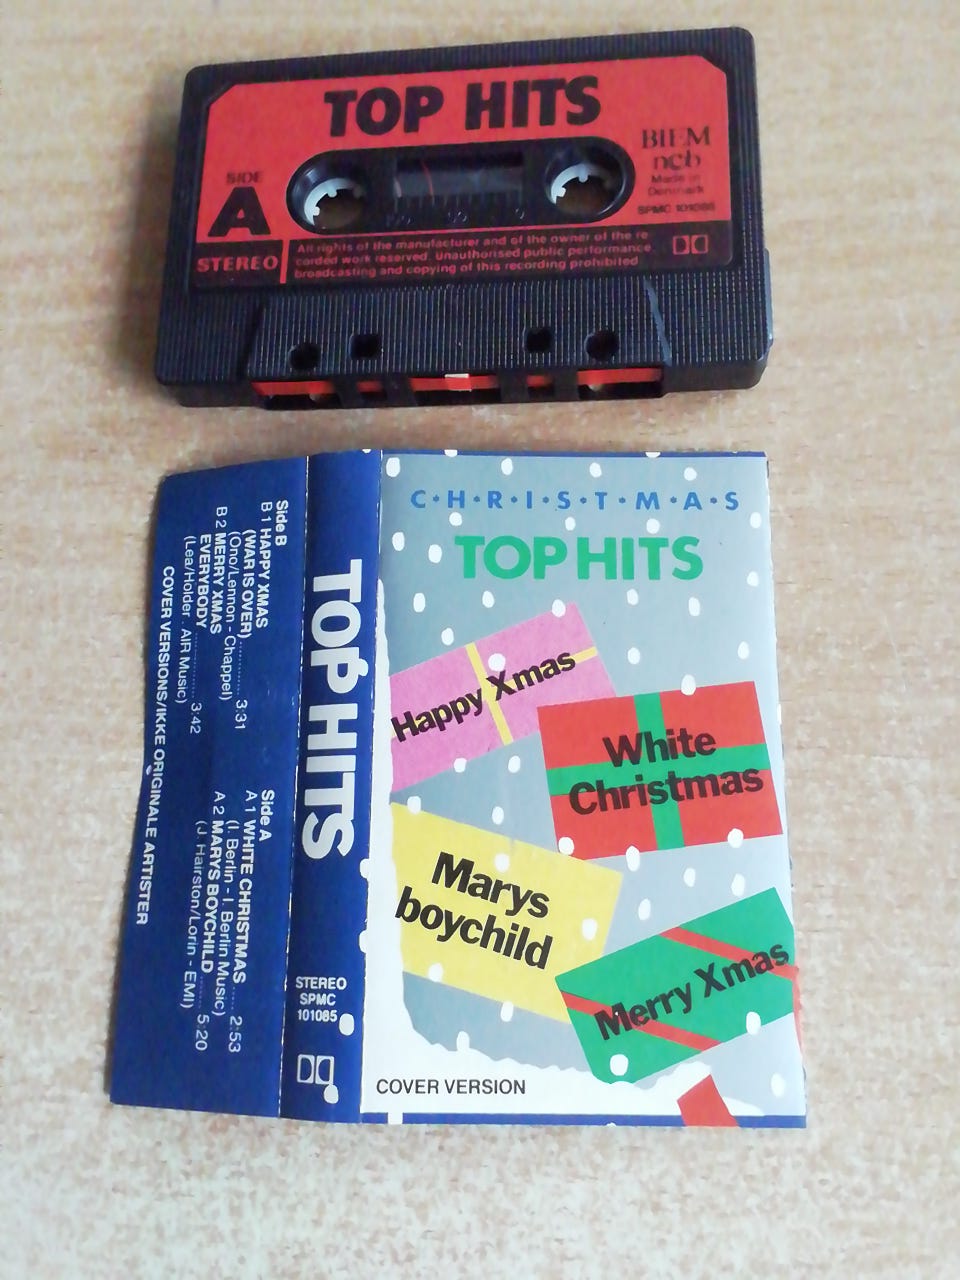 TOP HITS
BIEM
ncb
Made in
Denmark
SPMC 101085
SIDE
A
STEREO
All rights of the manufacturer and of the owner of the re
corded work reserved. Unauthorised public performance.
broadcasting and copying of this recording prohibited
C·H·R·I·S·T·M·A·S
TOP HITS
Happy Xmas
White
Christmas
Marys
boychild
Merry Xmas
COVER VERSION
TOP HITS
STEREO
SPMC
101085
Side B
B 1 HAPPY XMAS
(WAR IS OVER) ............ 3:31
(Ono/Lennon - Chappel)
B 2 MERRY XMAS
EVERYBODY ............ 3:42
(Lea/Holder . AIR Music)
Side A
A 1 WHITE CHRISTMAS ..... 2:53
(I. Berlin - I. Berlin Music)
A 2 MARYS BOYCHILD ........ 5:20
(J. Hairston/Lorin - EMI)
COVER VERSIONS/IKKE ORIGINALE ARTISTER